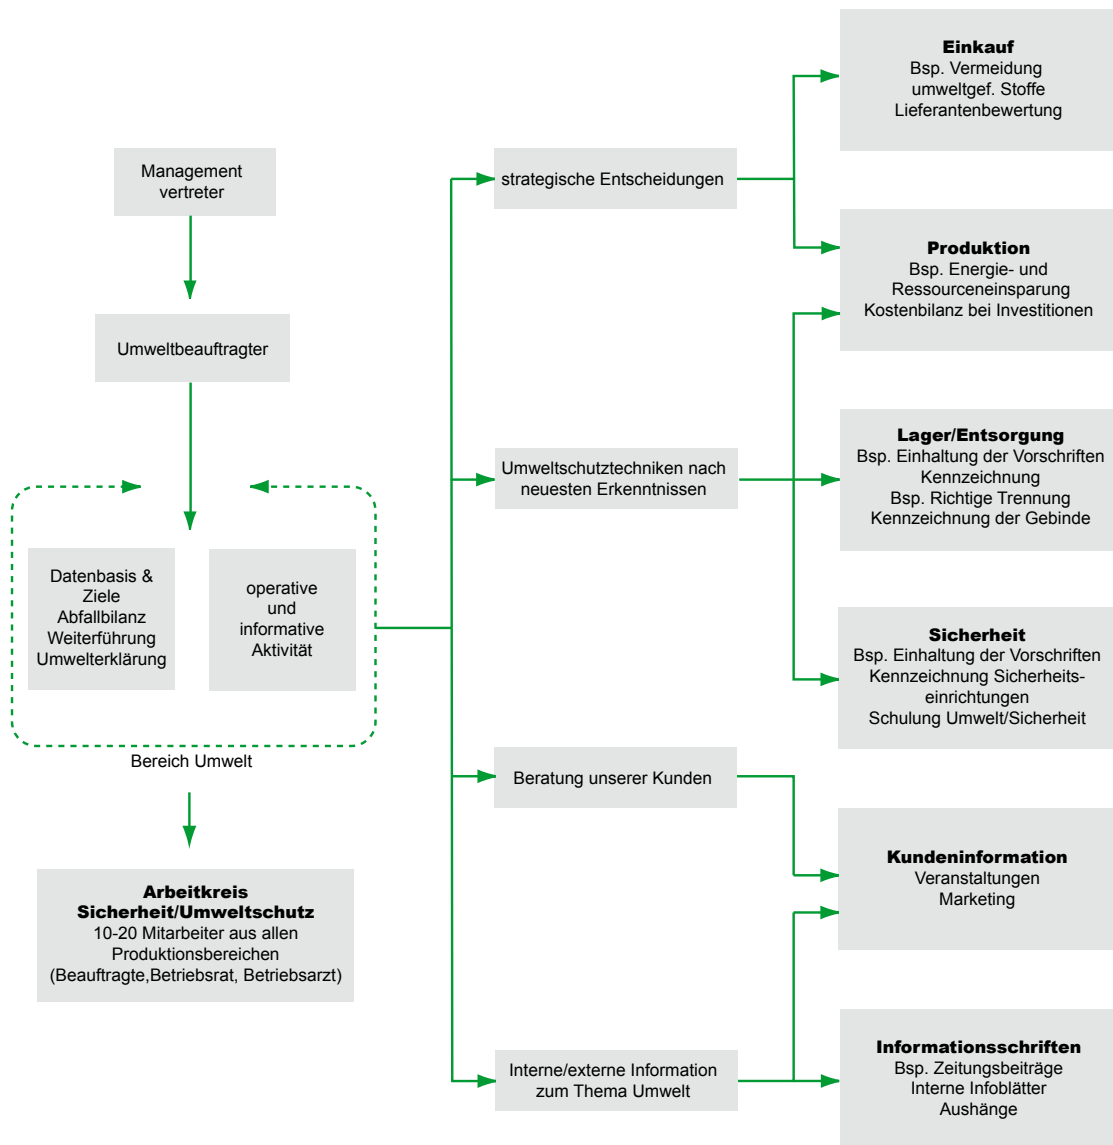 Management
vertreter
Umweltbeauftragter
Datenbasis &
Ziele
Abfallbilanz
Weiterführung
Umwelterklärung
operative
und
informative
Aktivität
Bereich Umwelt
Arbeitkreis
Sicherheit/Umweltschutz
10-20 Mitarbeiter aus allen
Produktionsbereichen
(Beauftragte,Betriebsrat, Betriebsarzt)
strategische Entscheidungen
Umweltschutztechniken nach
neuesten Erkenntnissen
Beratung unserer Kunden
Interne/externe Information
zum Thema Umwelt
Einkauf
Bsp. Vermeidung
umweltgef. Stoffe
Lieferantenbewertung
Produktion
Bsp. Energie- und
Ressourceneinsparung
Kostenbilanz bei Investitionen
Lager/Entsorgung
Bsp. Einhaltung der Vorschriften
Kennzeichnung
Bsp. Richtige Trennung
Kennzeichnung der Gebinde
Sicherheit
Bsp. Einhaltung der Vorschriften
Kennzeichnung Sicherheits-
einrichtungen
Schulung Umwelt/Sicherheit
Kundeninformation
Veranstaltungen
Marketing
Informationsschriften
Bsp. Zeitungsbeiträge
Interne Infoblätter
Aushänge